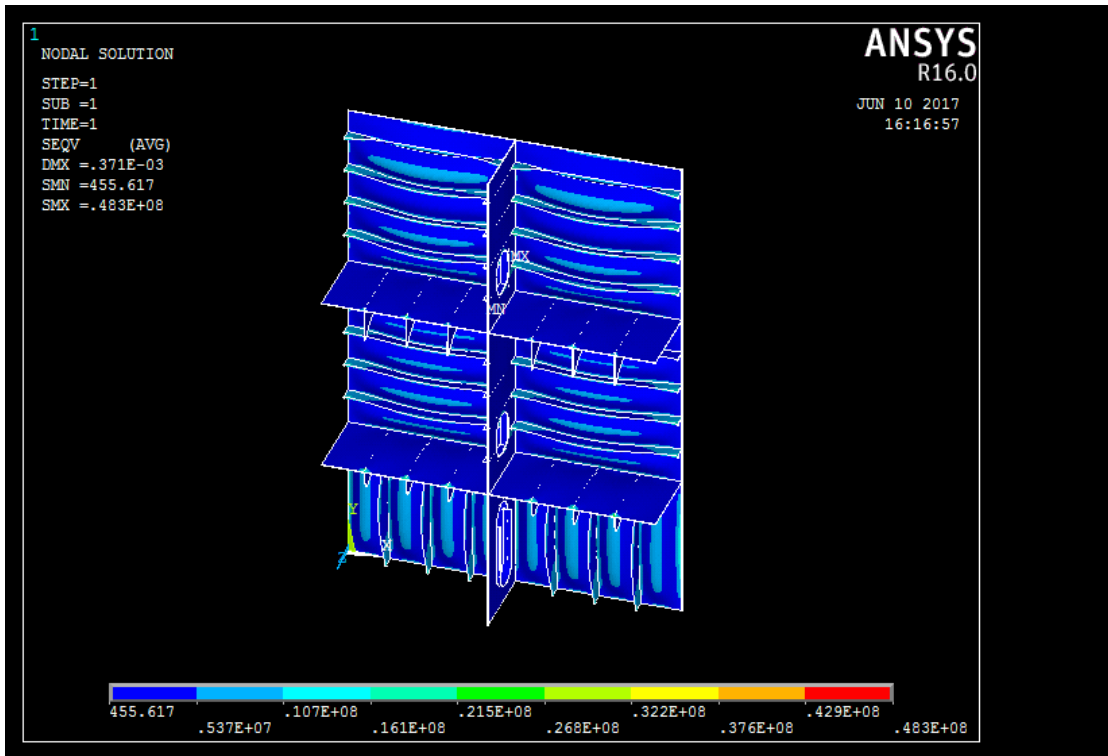 1
NODAL SOLUTION
STEP=1
SUB =1
TIME=1
SEQV     (AVG)
DMX =.371E-03
SMN =455.617
SMX =.483E+08
ANSYS
R16.0
JUN 10 2017
16:16:57
MX
MN
Y
X
Z
455.617 .107E+08 .215E+08 .322E+08 .429E+08
.537E+07 .161E+08 .268E+08 .376E+08 .483E+08